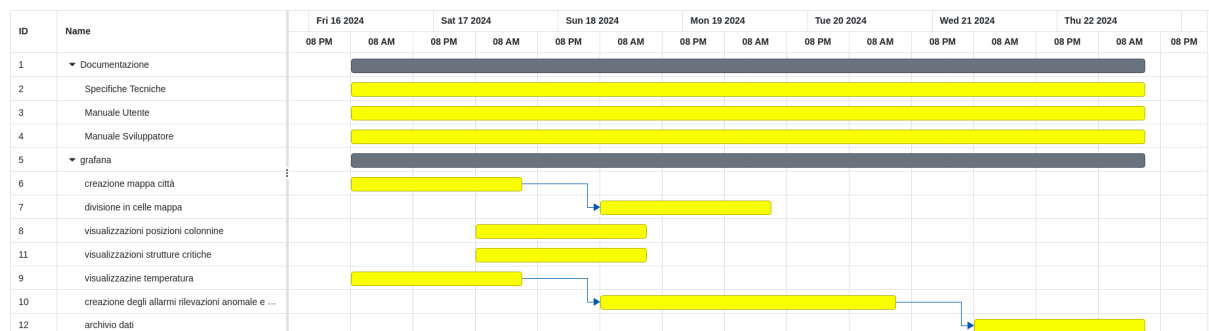 ID Name Fri 16 2024 Sat 17 2024 Sun 18 2024 Mon 19 2024 Tue 20 2024 Wed 21 2024 Thu 22 2024
08 PM 08 AM 08 PM 08 AM 08 PM 08 AM 08 PM 08 AM 08 PM 08 AM 08 PM 08 AM 08 PM 08 AM 08 PM
1 Documentazione
2 Specifiche Tecniche
3 Manuale Utente
4 Manuale Sviluppatore
5 grafana
6 creazione mappa città
7 divisione in celle mappa
8 visualizzazioni posizioni colonnine
11 visualizzazioni strutture critiche
9 visualizzazine temperatura
10 creazione degli allarmi rilevazioni anomale e ...
12 archivio dati